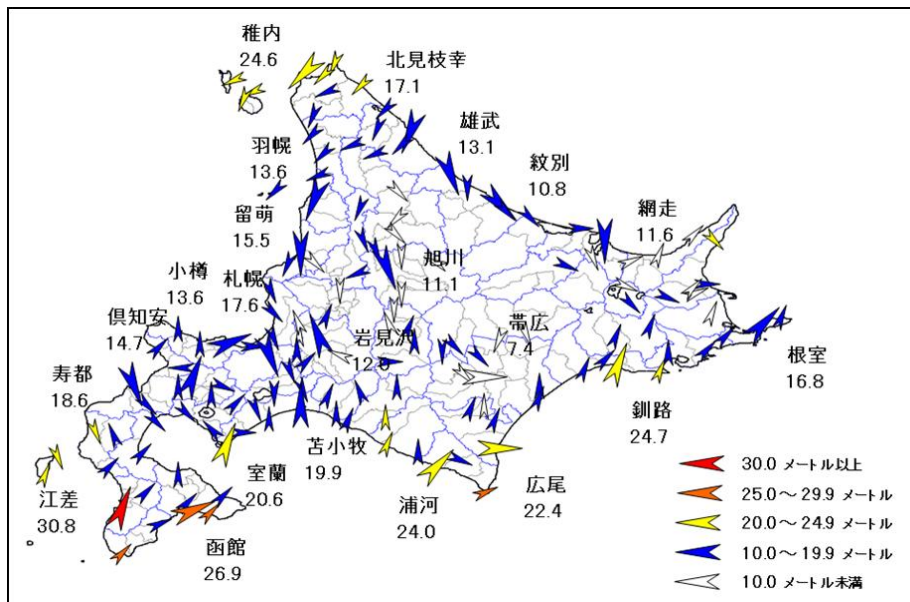 稚内
24.6
北見枝幸
17.1
雄武
13.1
羽幌
13.6
紋別
10.8
留萌
15.5
網走
11.6
旭川
11.1
小樽
13.6
札幌
17.6
倶知安
14.7
岩見沢
帯広
7.4
寿都
18.6
根室
16.8
釧路
24.7
苫小牧
19.9
室蘭
20.6
浦河
24.0
広尾
22.4
江差
30.8
函館
26.9
30.0 メートル以上
25.0～29.9 メートル
20.0～24.9 メートル
10.0～19.9 メートル
10.0 メートル未満